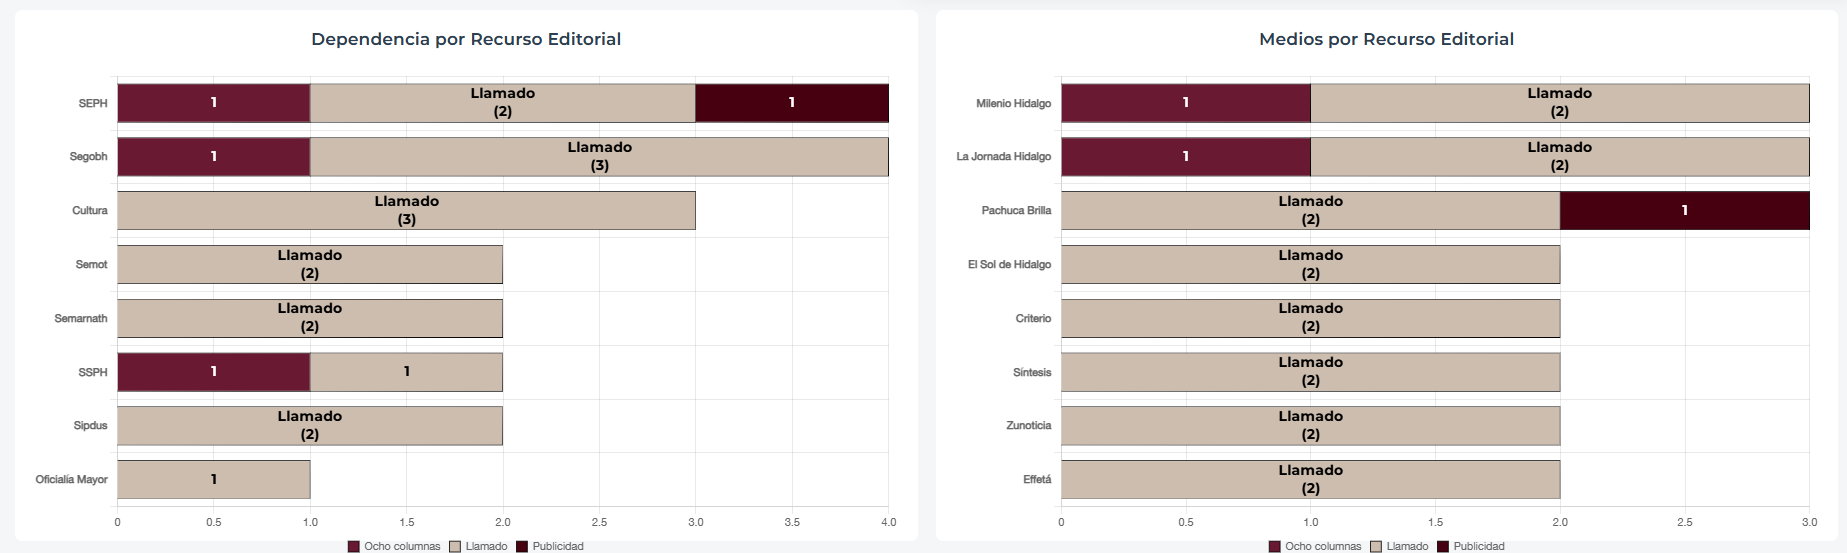 Dependencia por Recurso Editorial
SEPH
1
Llamado
(2)
1
Segobh
1
Llamado
(3)
Cultura
Llamado
(3)
Semot
Llamado
(2)
Semarnath
Llamado
(2)
SSPH
1
1
Sipdus
Llamado
(2)
Oficialía Mayor
1
0 0.5 1.0 1.5 2.0 2.5 3.0 3.5 4.0
Ocho columnas Llamado Publicidad
Medios por Recurso Editorial
Milenio Hidalgo
1
Llamado
(2)
La Jornada Hidalgo
1
Llamado
(2)
Pachuca Brilla
Llamado
(2)
1
El Sol de Hidalgo
Llamado
(2)
Criterio
Llamado
(2)
Síntesis
Llamado
(2)
Zunoticia
Llamado
(2)
Effetá
Llamado
(2)
0 0.5 1.0 1.5 2.0 2.5 3.0
Ocho columnas Llamado Publicidad